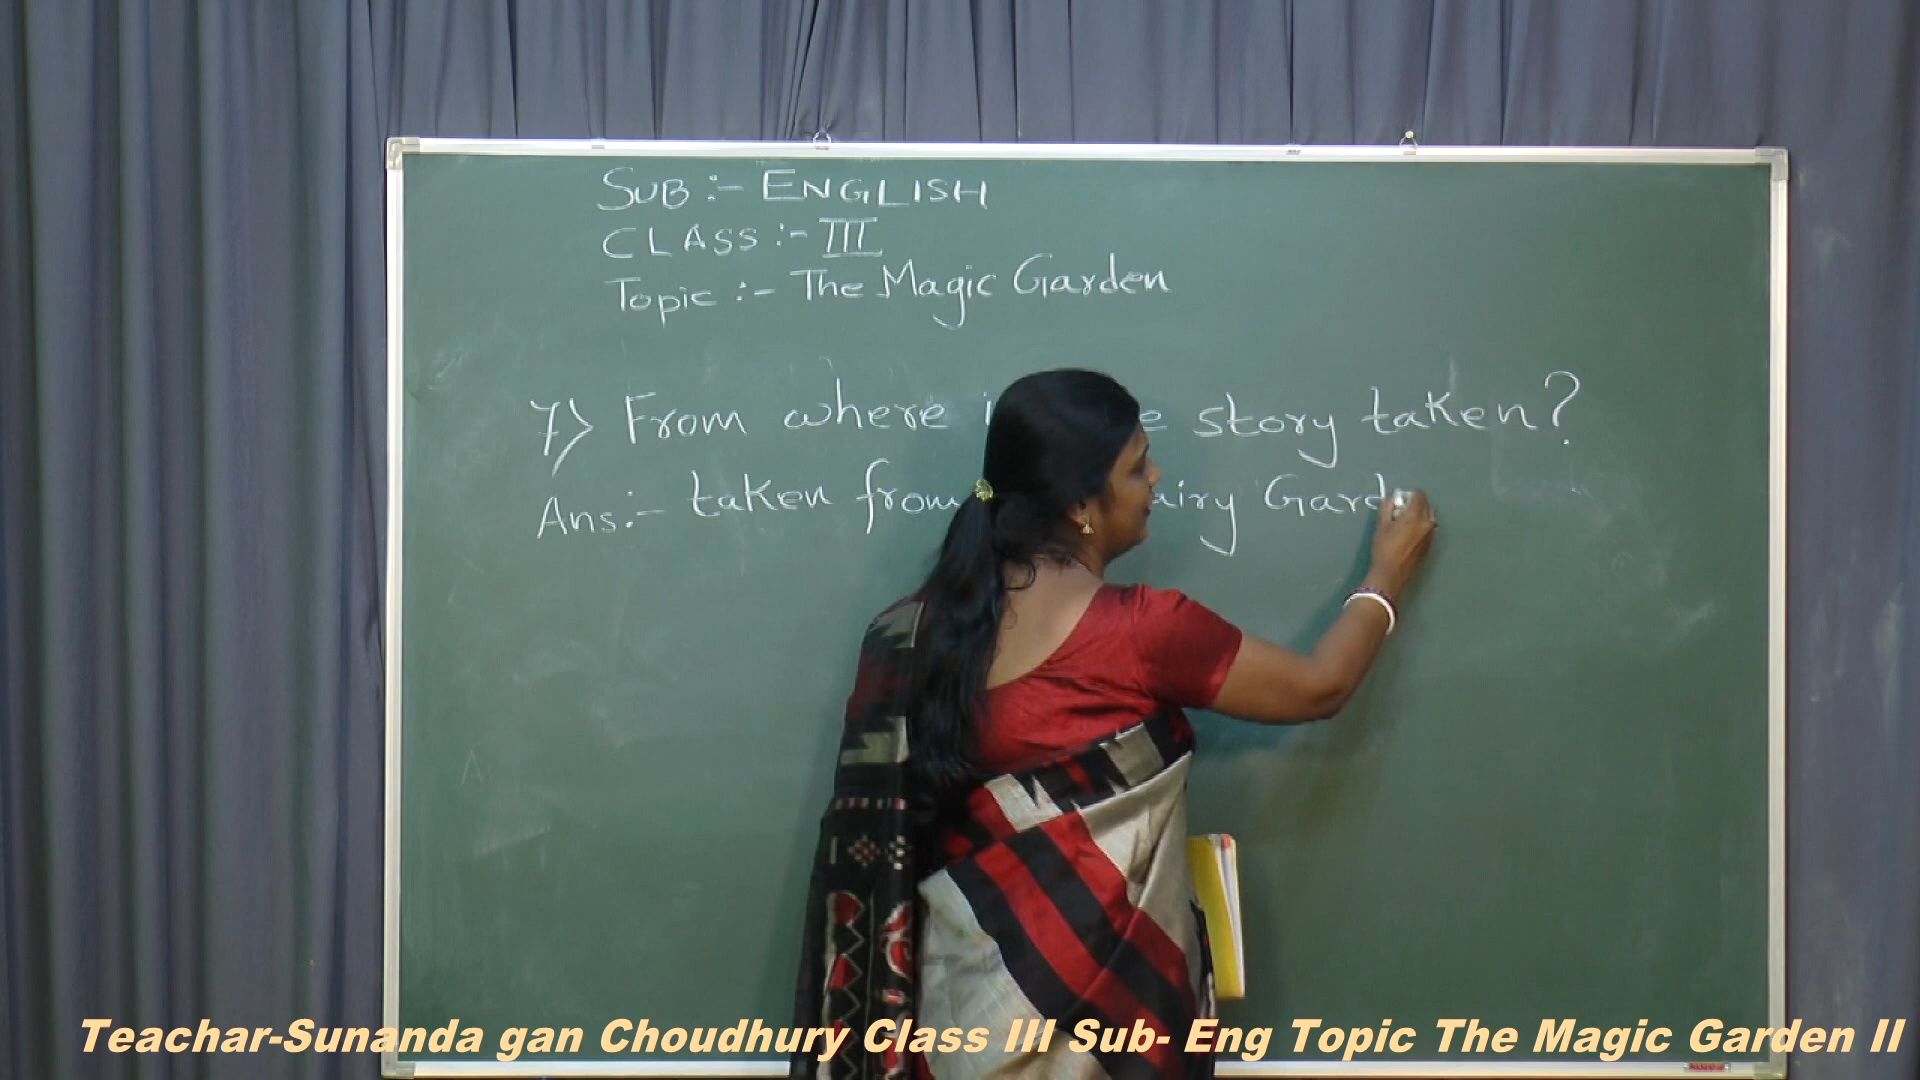 SUB :- ENGLISH
CLASS :- III
Topic :- The Magic Garden
7) From where story taken?
Ans:- taken from Gard
Teachar-Sunanda gan Choudhury Class III Sub- Eng Topic The Magic Garden II